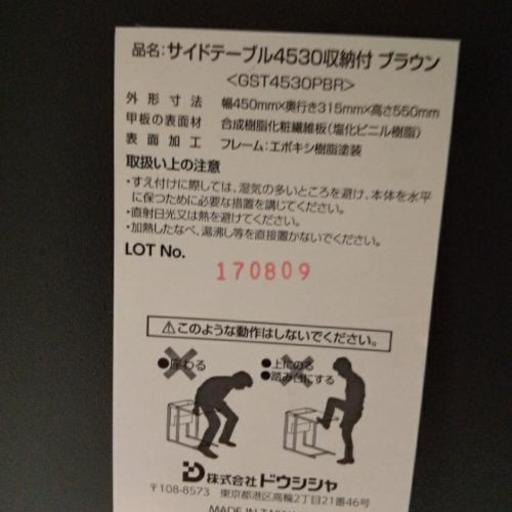 品名：サイドテーブル4530収納付 ブラウン
<GST4530PBR>
外形寸法 幅450mm×奥行き315mm×高さ550mm
甲板の表面材 合成樹脂化粧繊維板（塩化ビニル樹脂）
表面加工 フレーム：エポキシ樹脂塗装
取扱い上の注意
・すえ付けに際しては、湿気の多いところを避け、本体を水平
に保つために必要な措置を講じてください。
・直射日光又は熱を避けてください。
・加熱したなべ、湯沸し等を直接置かないでください。
LOT No.
170809
⚠このような動作はしないでください。
●座わる
●上にのる
●踏み台にする
株式会社ドウシシャ
〒108-8573 東京都港区高輪2丁目21番46号
MADE IN